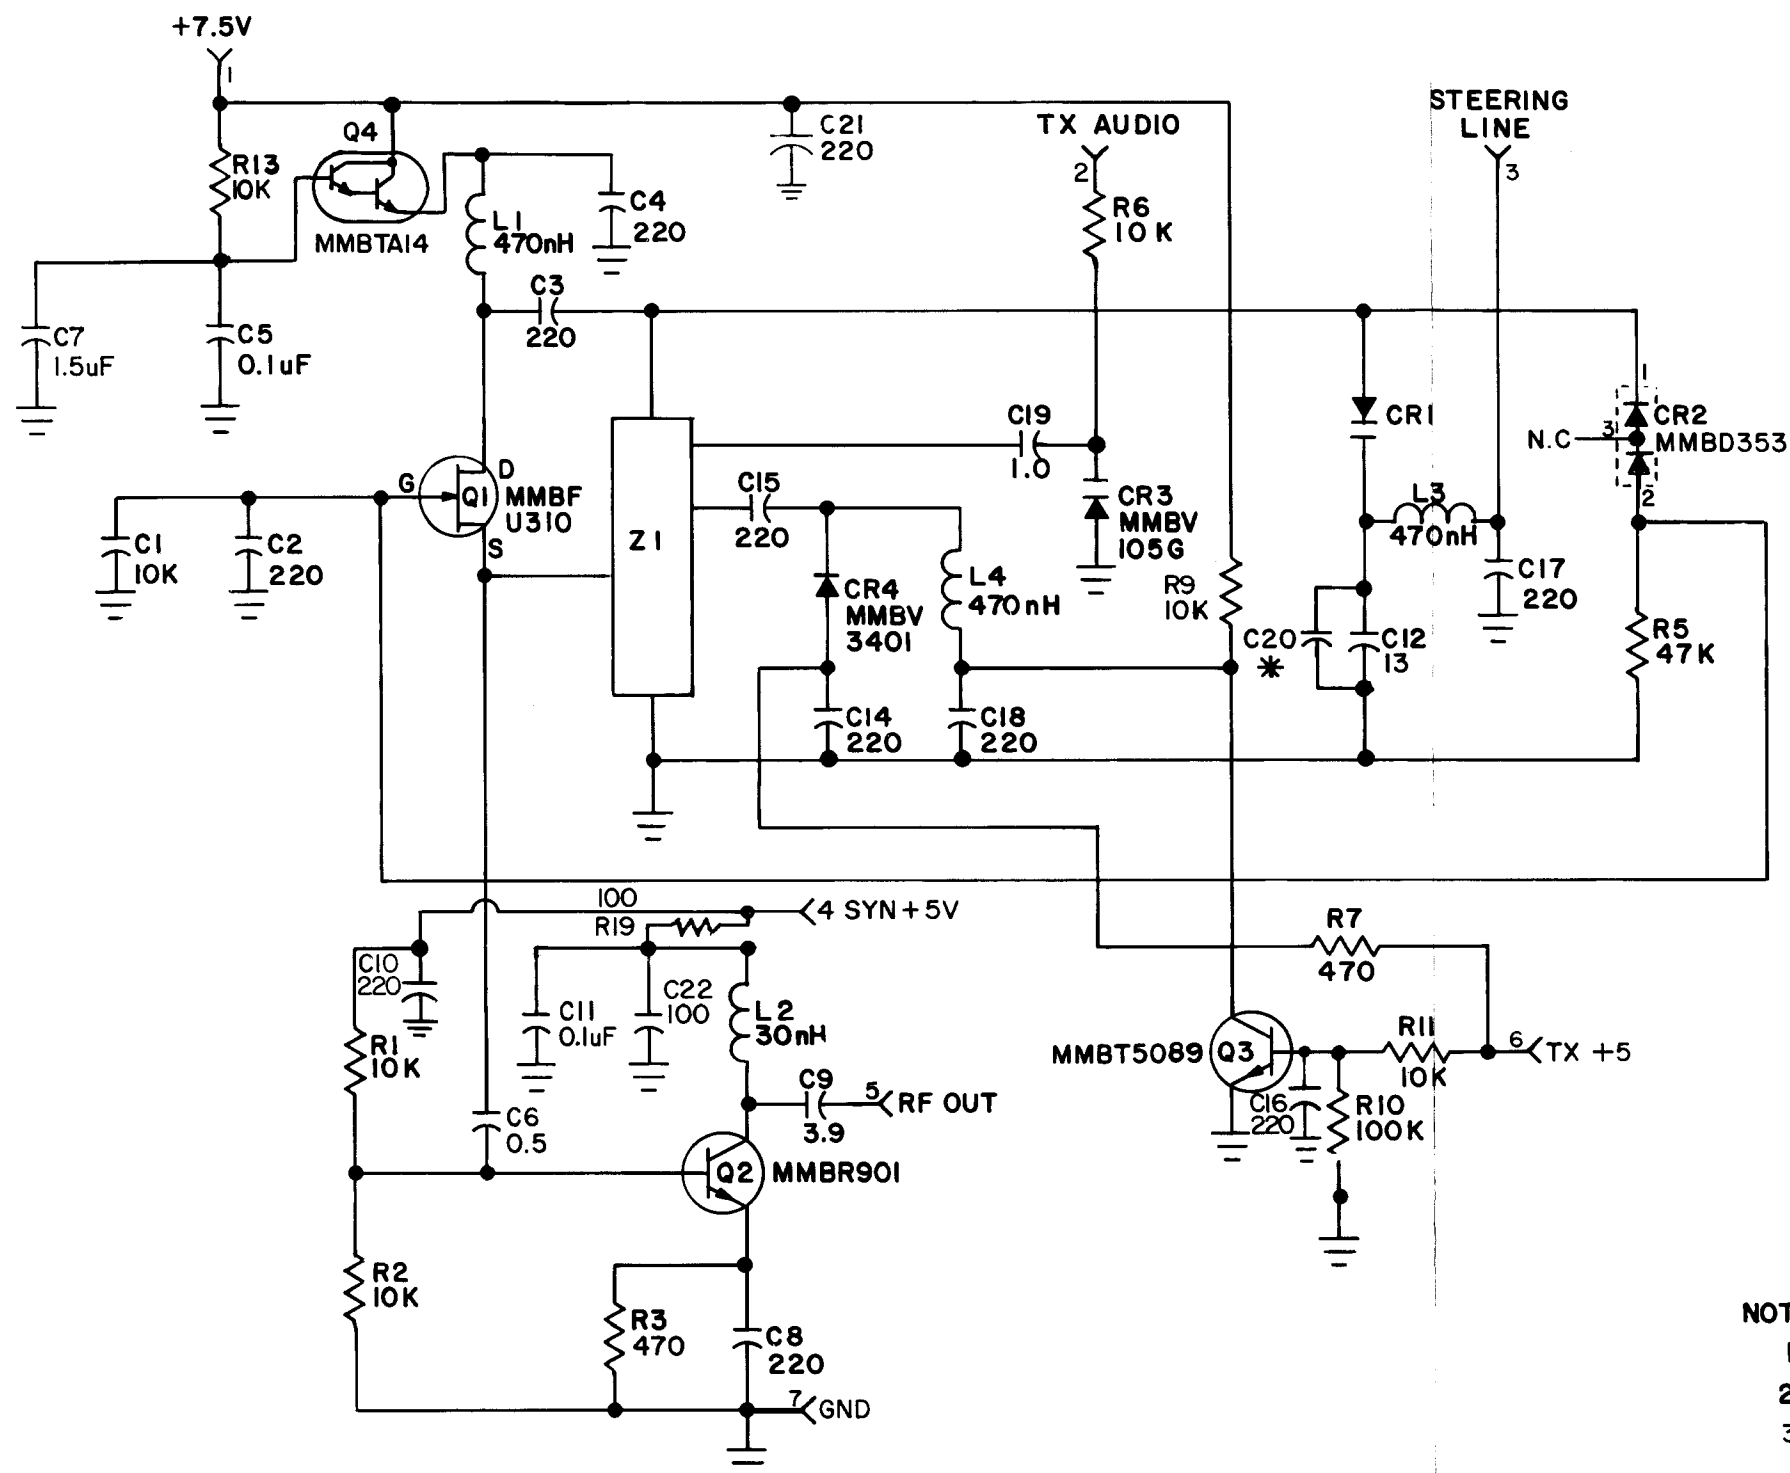 +7.5V
1
STEERING
LINE
3
TX AUDIO
2
Q4
MMBTA14
R13
10K
C21
220
C4
220
L1
470nH
R6
10K
C3
220
C7
1.5uF
C5
0.1uF
C19
1.0
CR1
1
CR2
MMBD353
N.C
3
2
G
D
Q1
S
MMBF
U310
C15
220
CR3
MMBV
105G
L3
470nH
C1
10K
C2
220
Z1
CR4
MMBV
3401
L4
470nH
R9
10K
C17
220
C20
*
C12
13
R5
47K
C14
220
C18
220
100
R19
4 SYN+5V
C10
220
R7
470
C11
0.1uF
C22
100
L2
30nH
R1
10K
MMBT5089
Q3
R11
10K
6
TX +5
C9
3.9
5
RF OUT
C16
220
R10
100K
C6
0.5
Q2
MMBR901
R2
10K
R3
470
C8
220
7
GND
NOT
2
3